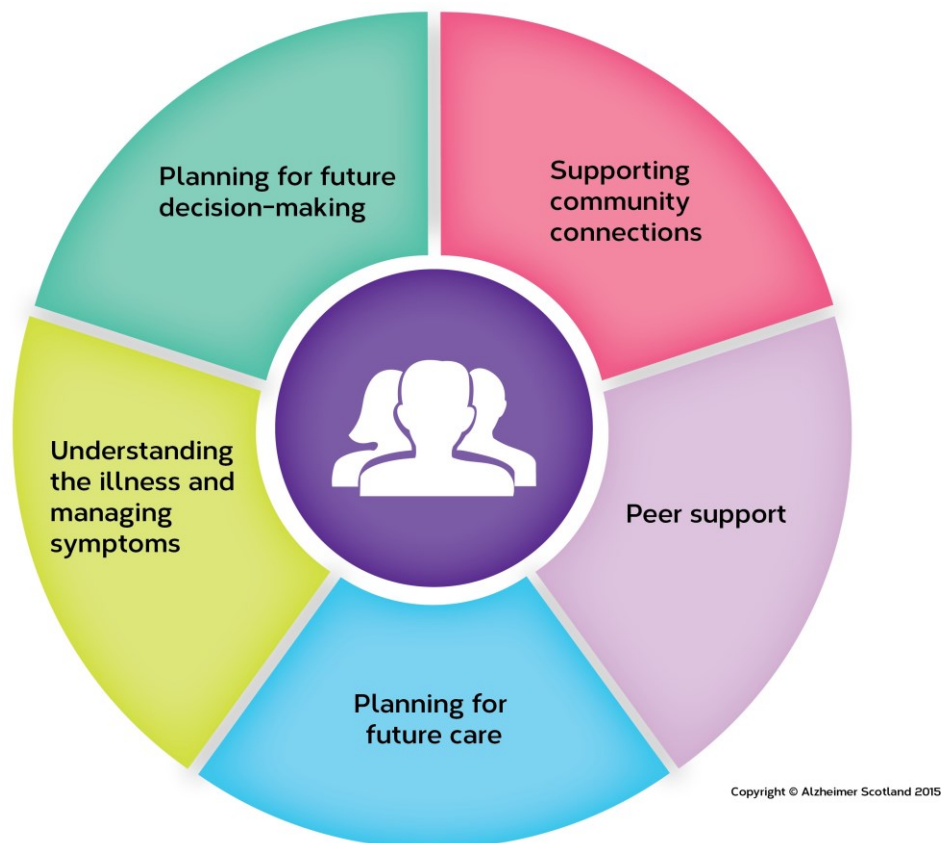 Planning for future
decision-making
Supporting
community
connections
Understanding
the illness and
managing
symptoms
Peer support
Planning for
future care
Copyright © Alzheimer Scotland 2015